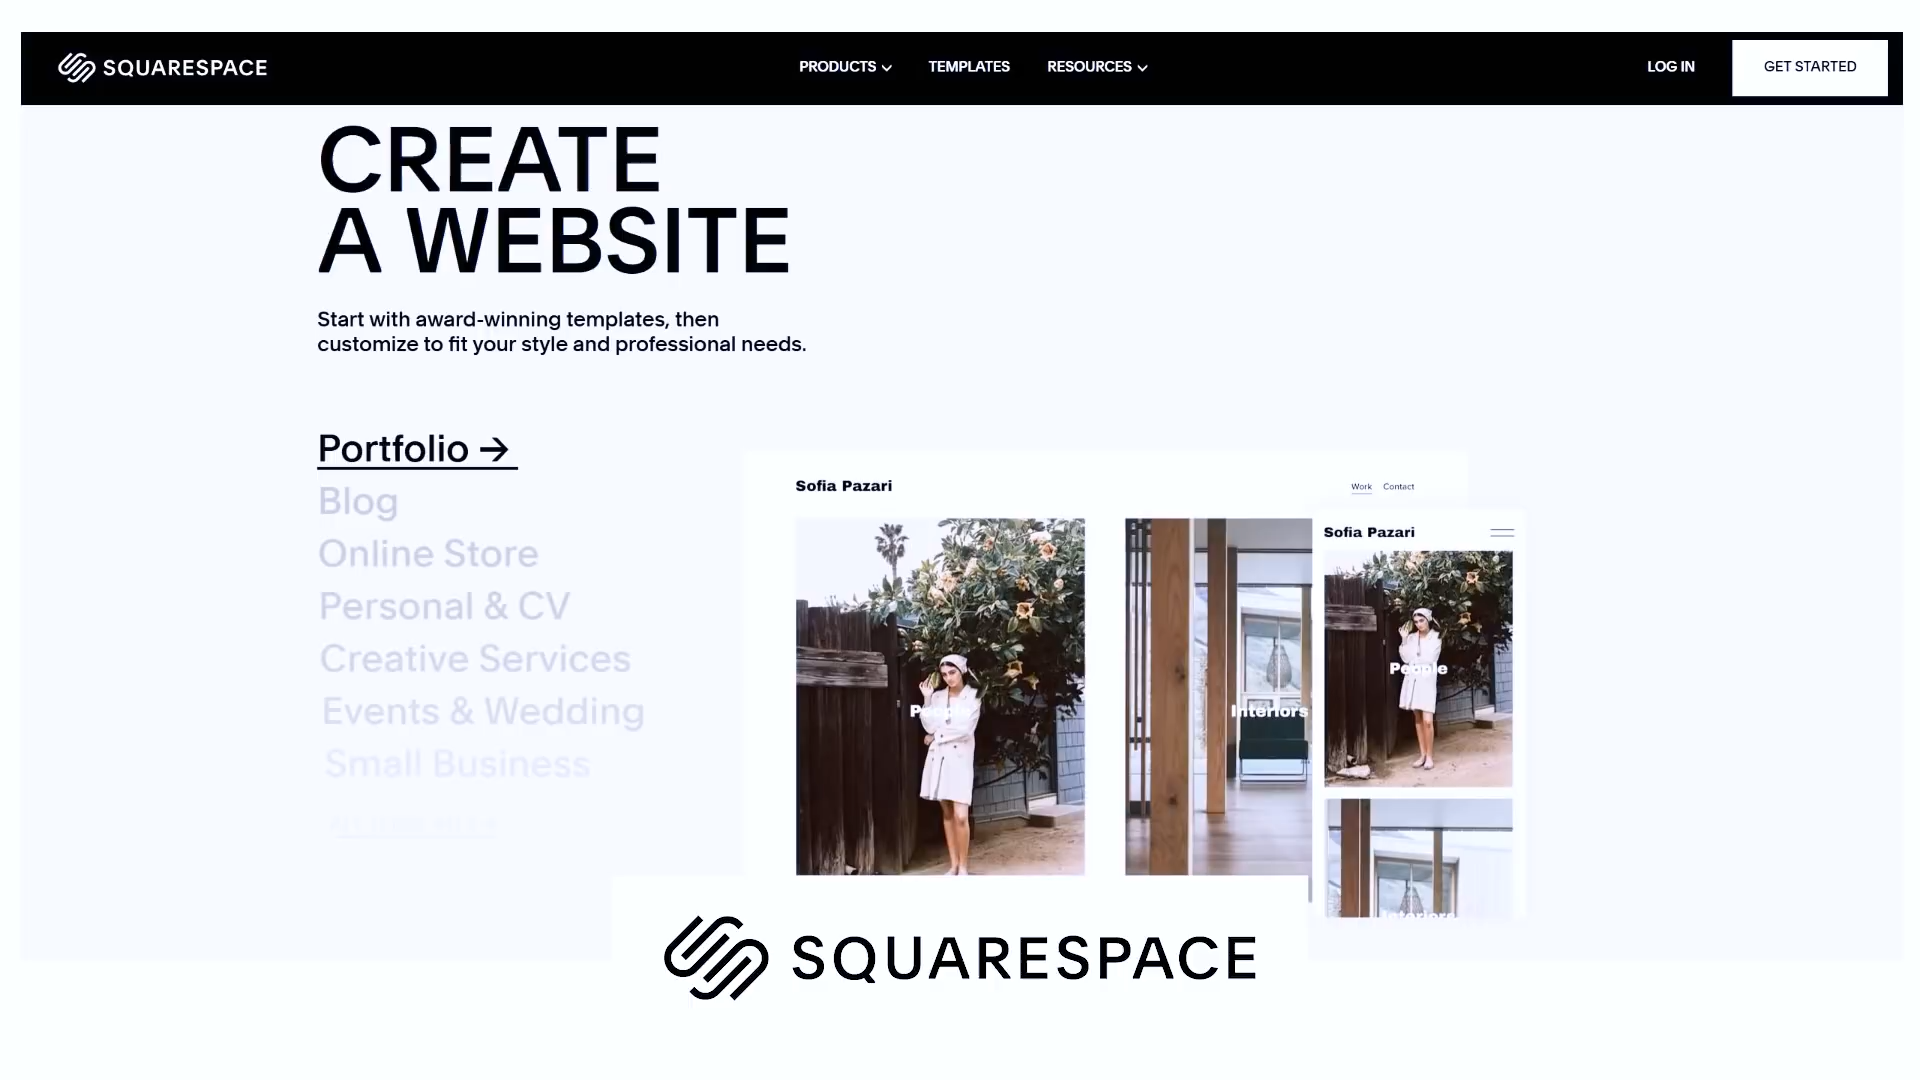 SQUARESPACE
PRODUCTS
TEMPLATES
RESOURCES
LOG IN
GET STARTED
CREATE
A WEBSITE
Start with award-winning templates, then
customize to fit your style and professional needs.
Portfolio →
Blog
Online Store
Personal & CV
Creative Services
Events & Wedding
Small Business
Sofia Pazari
Work
Contact
People
Interiors
Sofia Pazari
People
Interiors
SQUARESPACE